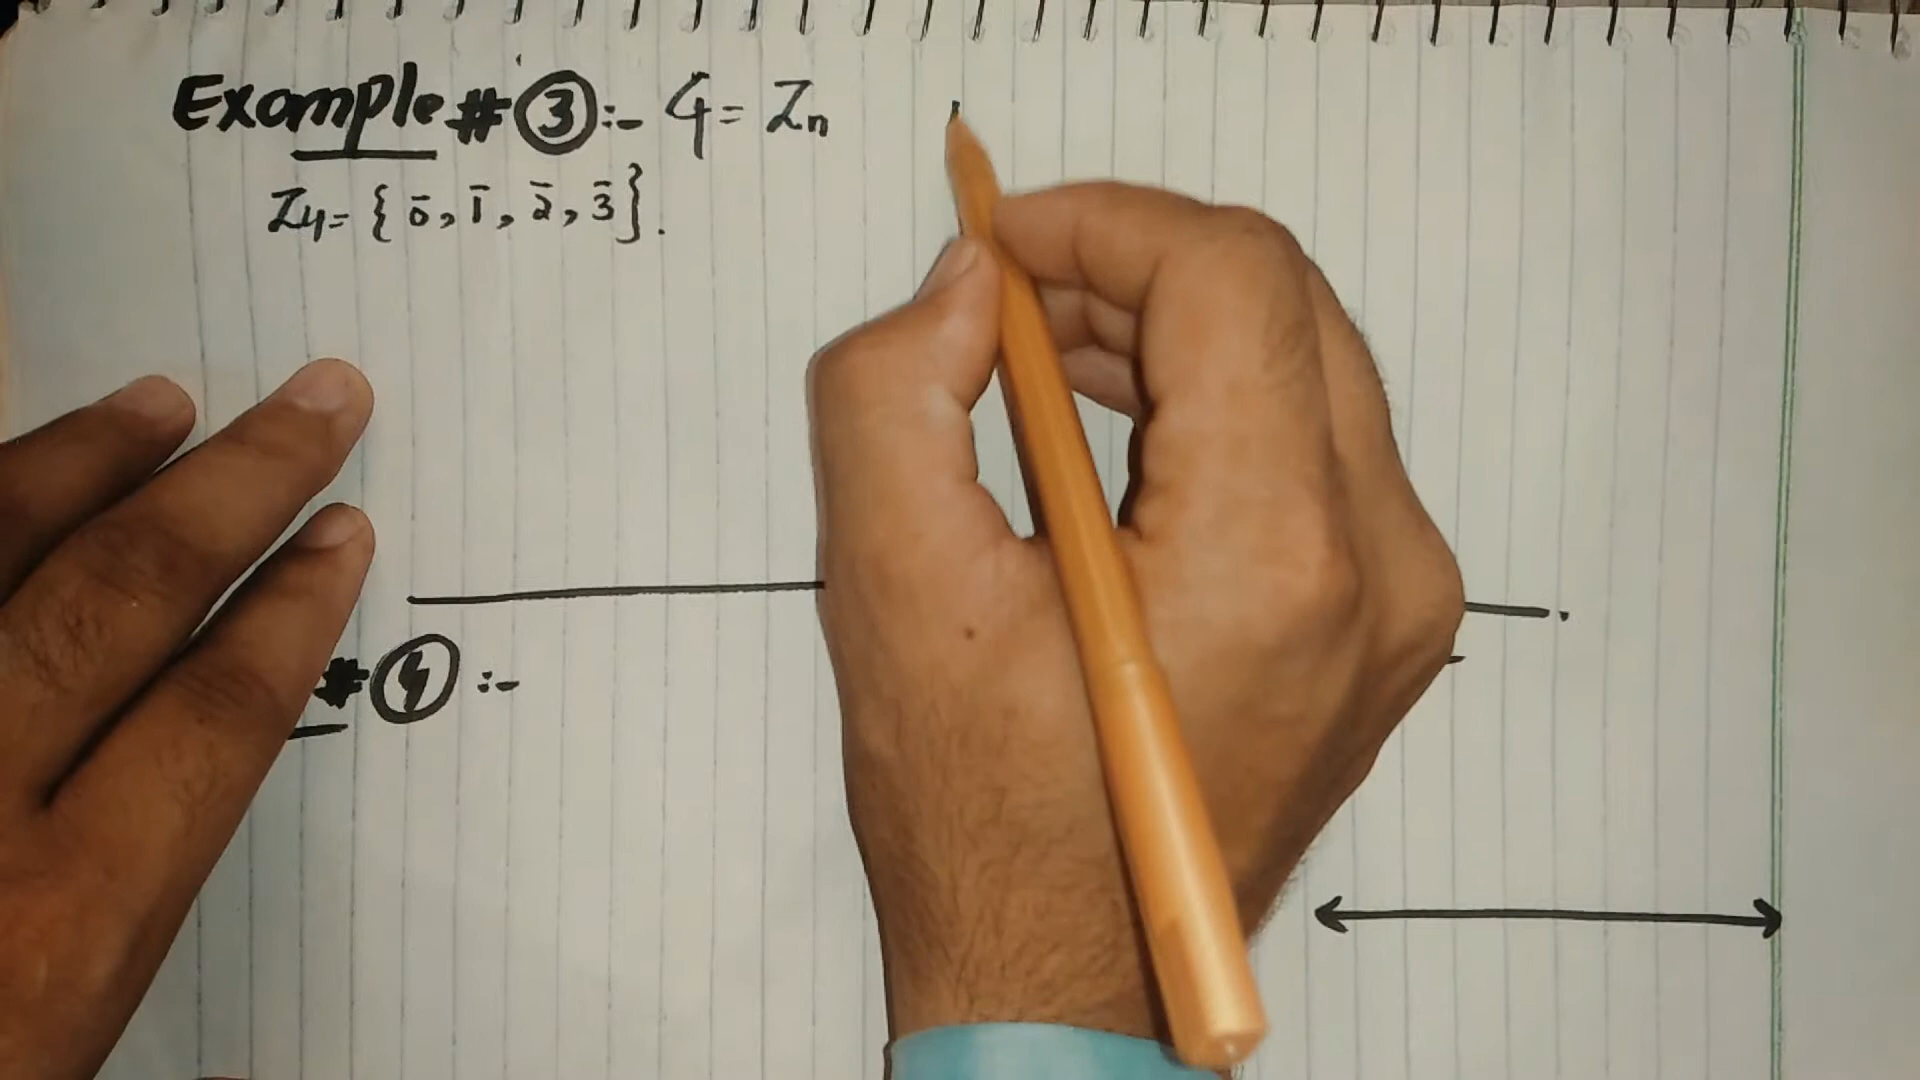 Example # ③ :- G = Zn
Z4 = { 0̄, 1̄, 2̄, 3̄ }.
# ④ :-